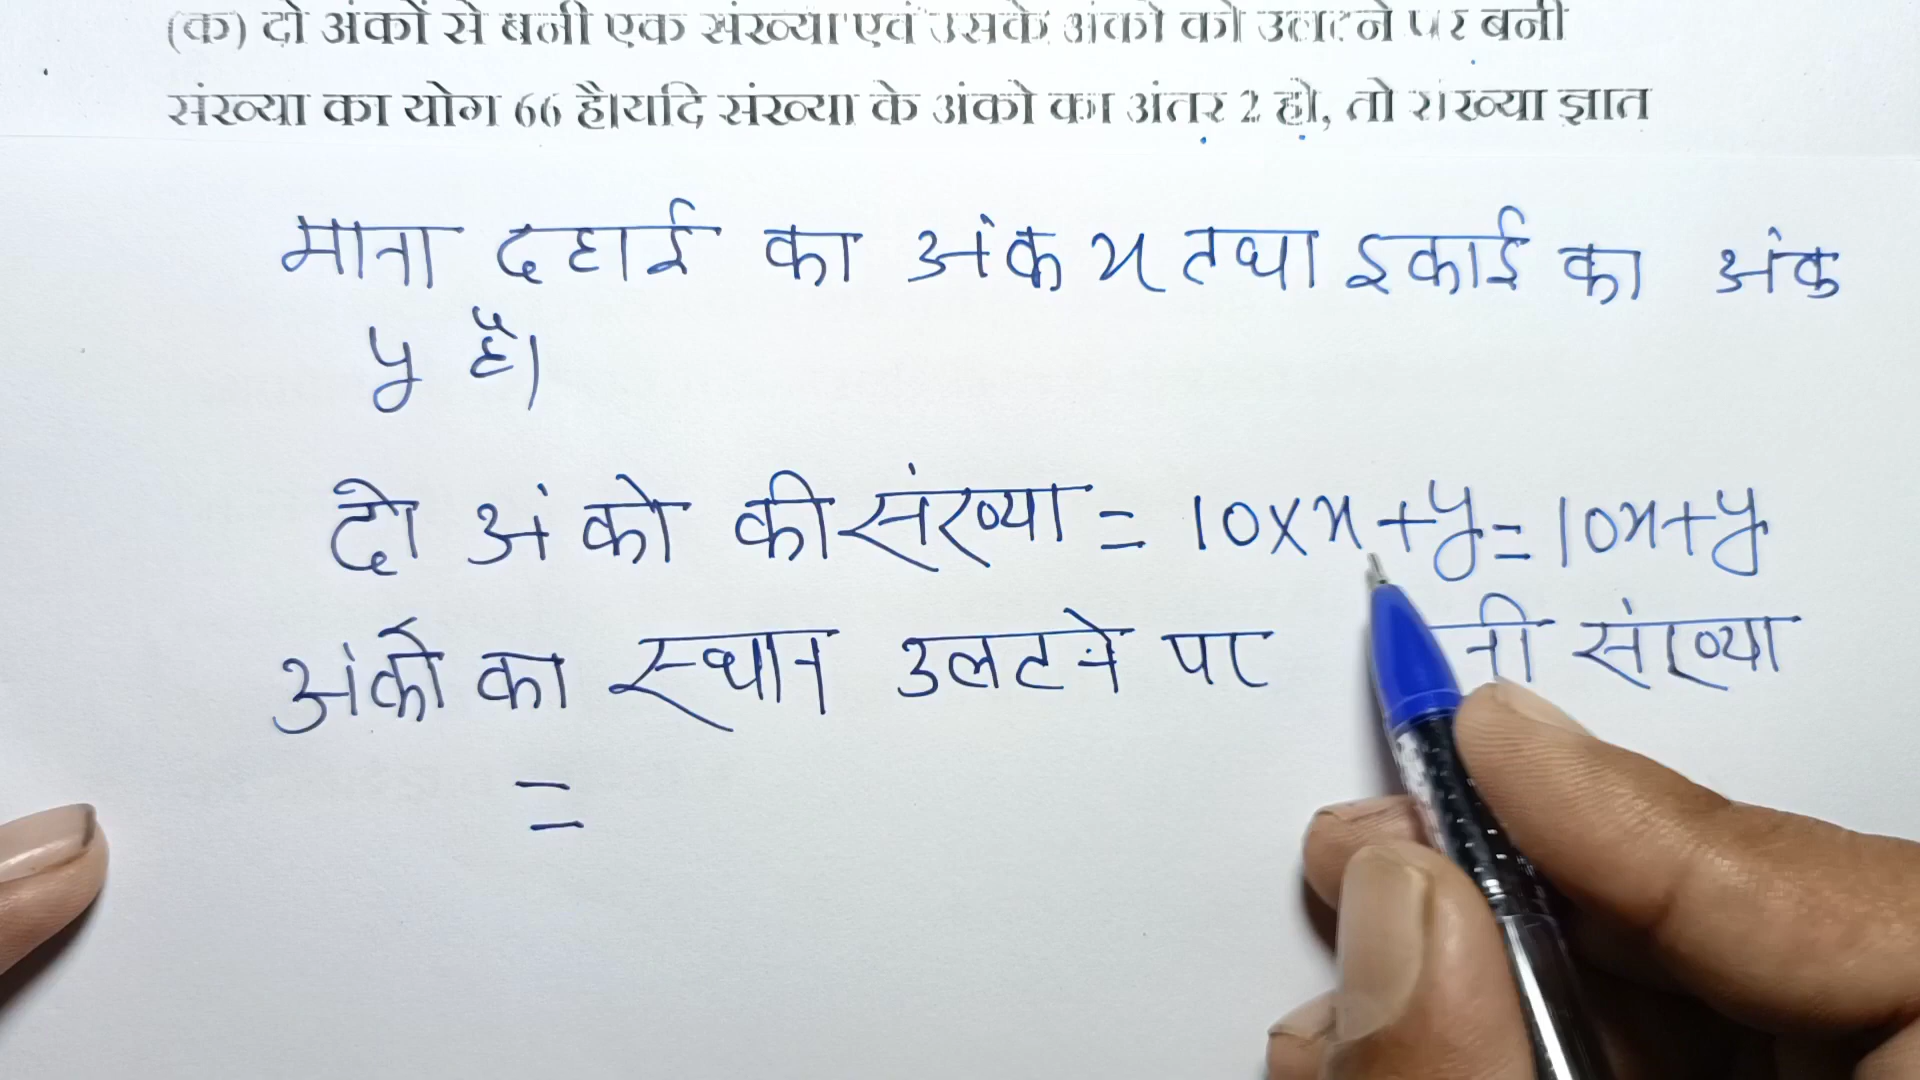 (क) दो अंकों से बनी एक संख्या एवं उसके अंको को उलटने पर बनी
संख्या का योग 66 है।यदि संख्या के अंको का अंतर 2 हो, तो संख्या ज्ञात
माना दहाई का अंक x तथा इकाई का अंक
y है।
दो अंको की संख्या = 10×x+y=10x+y
अंको का स्थान उलटने पर नी संख्या
=